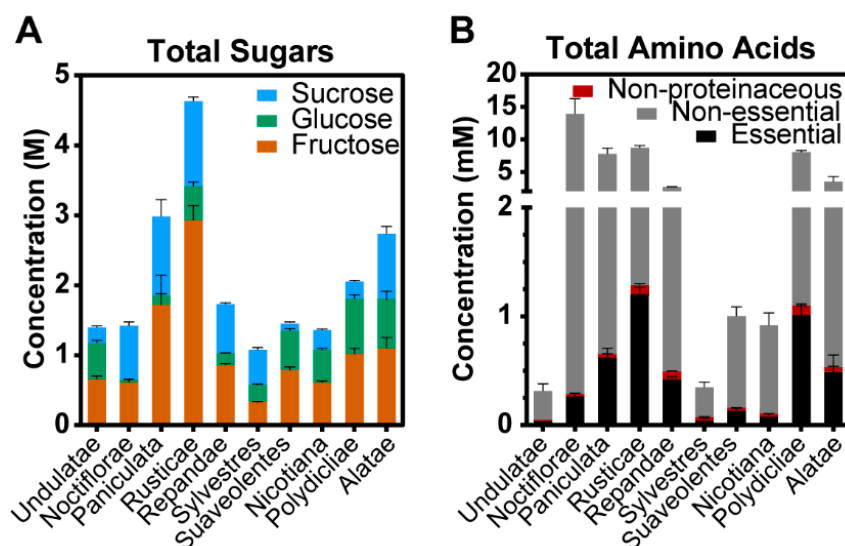 A
Total Sugars
Concentration (M)
5
4
3
2
1
0
Sucrose
Glucose
Fructose
Undulatae
Noctiflorae
Paniculata
Rusticae
Repandae
Sylvestres
Suaveolentes
Nicotiana
Polydicliae
Alatae
B
Total Amino Acids
Concentration (mM)
20
15
10
5
2
1
0
Non-proteinaceous
Non-essential
Essential
Undulatae
Noctiflorae
Paniculata
Rusticae
Repandae
Sylvestres
Suaveolentes
Nicotiana
Polydicliae
Alatae